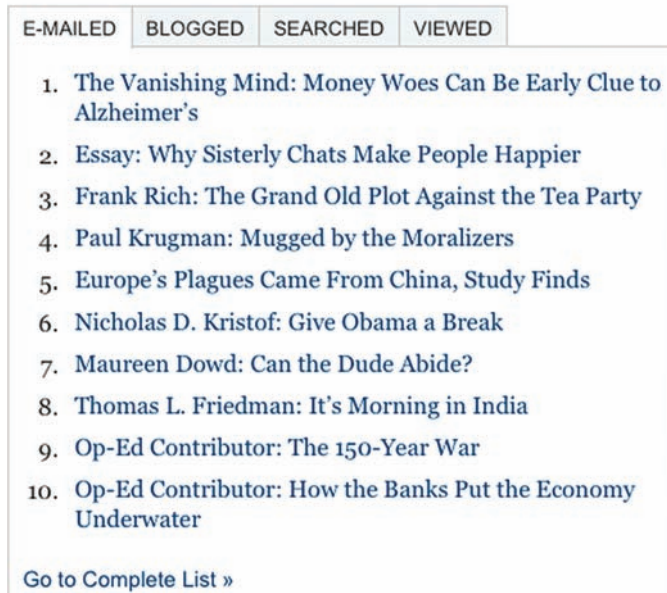 E-MAILED BLOGGED SEARCHED VIEWED
1. The Vanishing Mind: Money Woes Can Be Early Clue to
Alzheimer's
2. Essay: Why Sisterly Chats Make People Happier
3. Frank Rich: The Grand Old Plot Against the Tea Party
4. Paul Krugman: Mugged by the Moralizers
5. Europe's Plagues Came From China, Study Finds
6. Nicholas D. Kristof: Give Obama a Break
7. Maureen Dowd: Can the Dude Abide?
8. Thomas L. Friedman: It's Morning in India
9. Op-Ed Contributor: The 150-Year War
10. Op-Ed Contributor: How the Banks Put the Economy
Underwater
Go to Complete List »